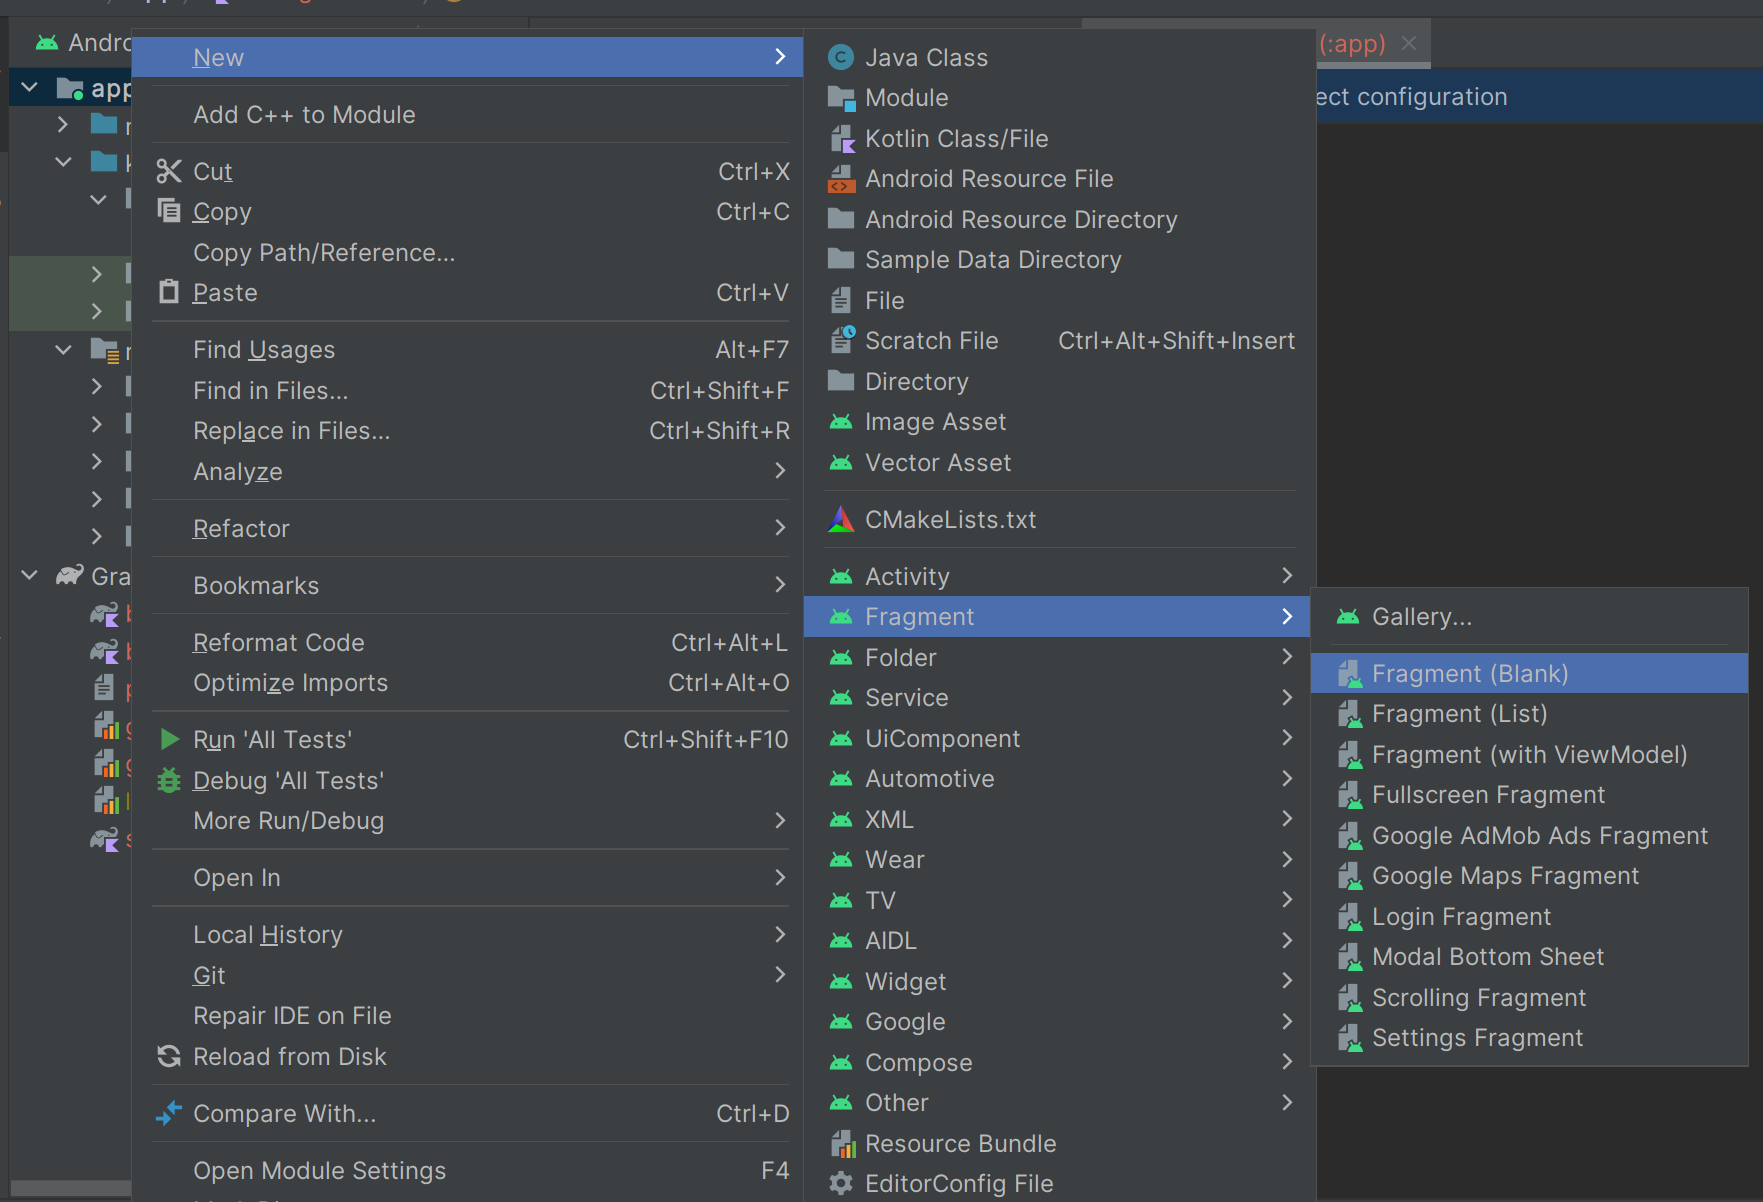 (:app)
app
ect configuration
Gra
New
Add C++ to Module
Cut Ctrl+X
Copy Ctrl+C
Copy Path/Reference...
Paste Ctrl+V
Find Usages Alt+F7
Find in Files... Ctrl+Shift+F
Replace in Files... Ctrl+Shift+R
Analyze
Refactor
Bookmarks
Reformat Code Ctrl+Alt+L
Optimize Imports Ctrl+Alt+O
Run 'All Tests' Ctrl+Shift+F10
Debug 'All Tests'
More Run/Debug
Open In
Local History
Git
Repair IDE on File
Reload from Disk
Compare With... Ctrl+D
Open Module Settings F4
Java Class
Module
Kotlin Class/File
Android Resource File
Android Resource Directory
Sample Data Directory
File
Scratch File Ctrl+Alt+Shift+Insert
Directory
Image Asset
Vector Asset
CMakeLists.txt
Activity
Fragment
Folder
Service
UiComponent
Automotive
XML
Wear
TV
AIDL
Widget
Google
Compose
Other
Resource Bundle
EditorConfig File
Gallery...
Fragment (Blank)
Fragment (List)
Fragment (with ViewModel)
Fullscreen Fragment
Google AdMob Ads Fragment
Google Maps Fragment
Login Fragment
Modal Bottom Sheet
Scrolling Fragment
Settings Fragment